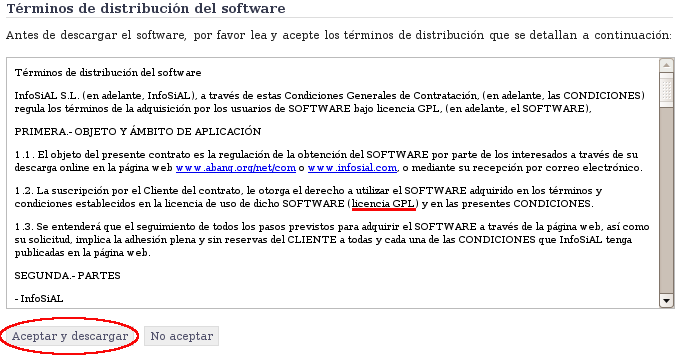 Términos de distribución del software
Antes de descargar el software, por favor lea y acepte los términos de distribución que se detallan a continuación:
Términos de distribución del software
InfoSiAL S.L. (en adelante, InfoSiAL), a través de estas Condiciones Generales de Contratación, (en adelante, las CONDICIONES)
regula los términos de la adquisición por los usuarios de SOFTWARE bajo licencia GPL, (en adelante, el SOFTWARE),
PRIMERA.- OBJETO Y ÁMBITO DE APLICACIÓN
1.1. El objeto del presente contrato es la regulación de la obtención del SOFTWARE por parte de los interesados a través de su
descarga online en la página web www.abanq.org/net/com o www.infosial.com, o mediante su recepción por correo electrónico.
1.2. La suscripción por el Cliente del contrato, le otorga el derecho a utilizar el SOFTWARE adquirido en los términos y
condiciones establecidos en la licencia de uso de dicho SOFTWARE (licencia GPL) y en las presentes CONDICIONES.
1.3. Se entenderá que el seguimiento de todos los pasos previstos para adquirir el SOFTWARE a través de la página web, así como
su solicitud, implica la adhesión plena y sin reservas del CLIENTE a todas y cada una de las CONDICIONES que InfoSiAL tenga
publicadas en la página web.
SEGUNDA.- PARTES
- InfoSiAL
Aceptar y descargar No aceptar